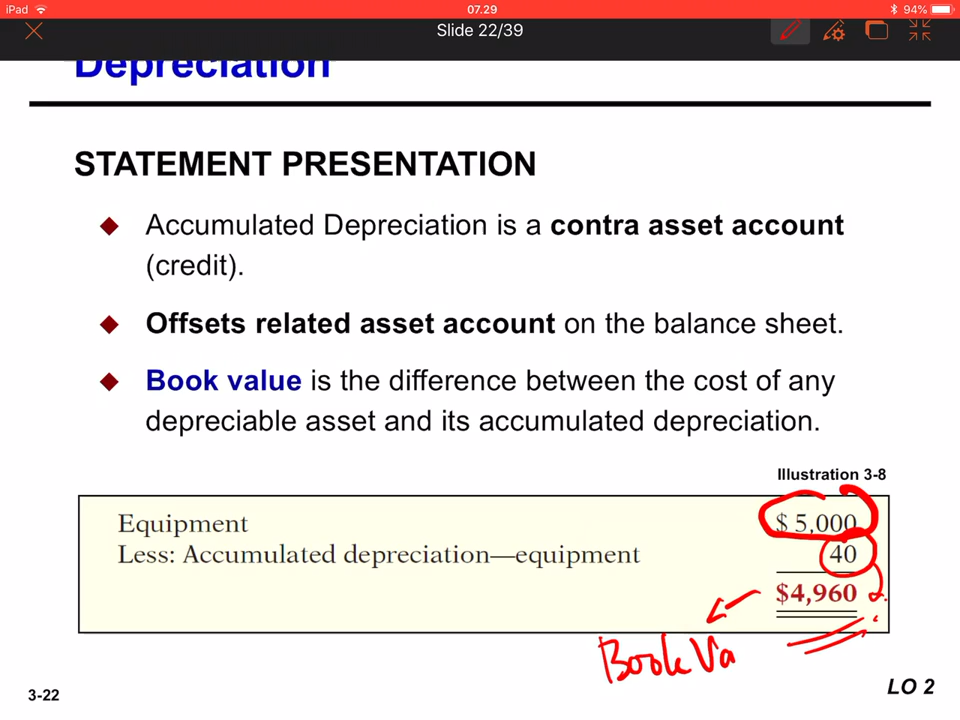 iPad 07.29 94%
Slide 22/39
Depreciation
STATEMENT PRESENTATION
Accumulated Depreciation is a contra asset account
(credit).
Offsets related asset account on the balance sheet.
Book value is the difference between the cost of any
depreciable asset and its accumulated depreciation.
Illustration 3-8
Equipment $ 5,000
Less: Accumulated depreciation—equipment 40
$4,960
Book Va
3-22 LO 2